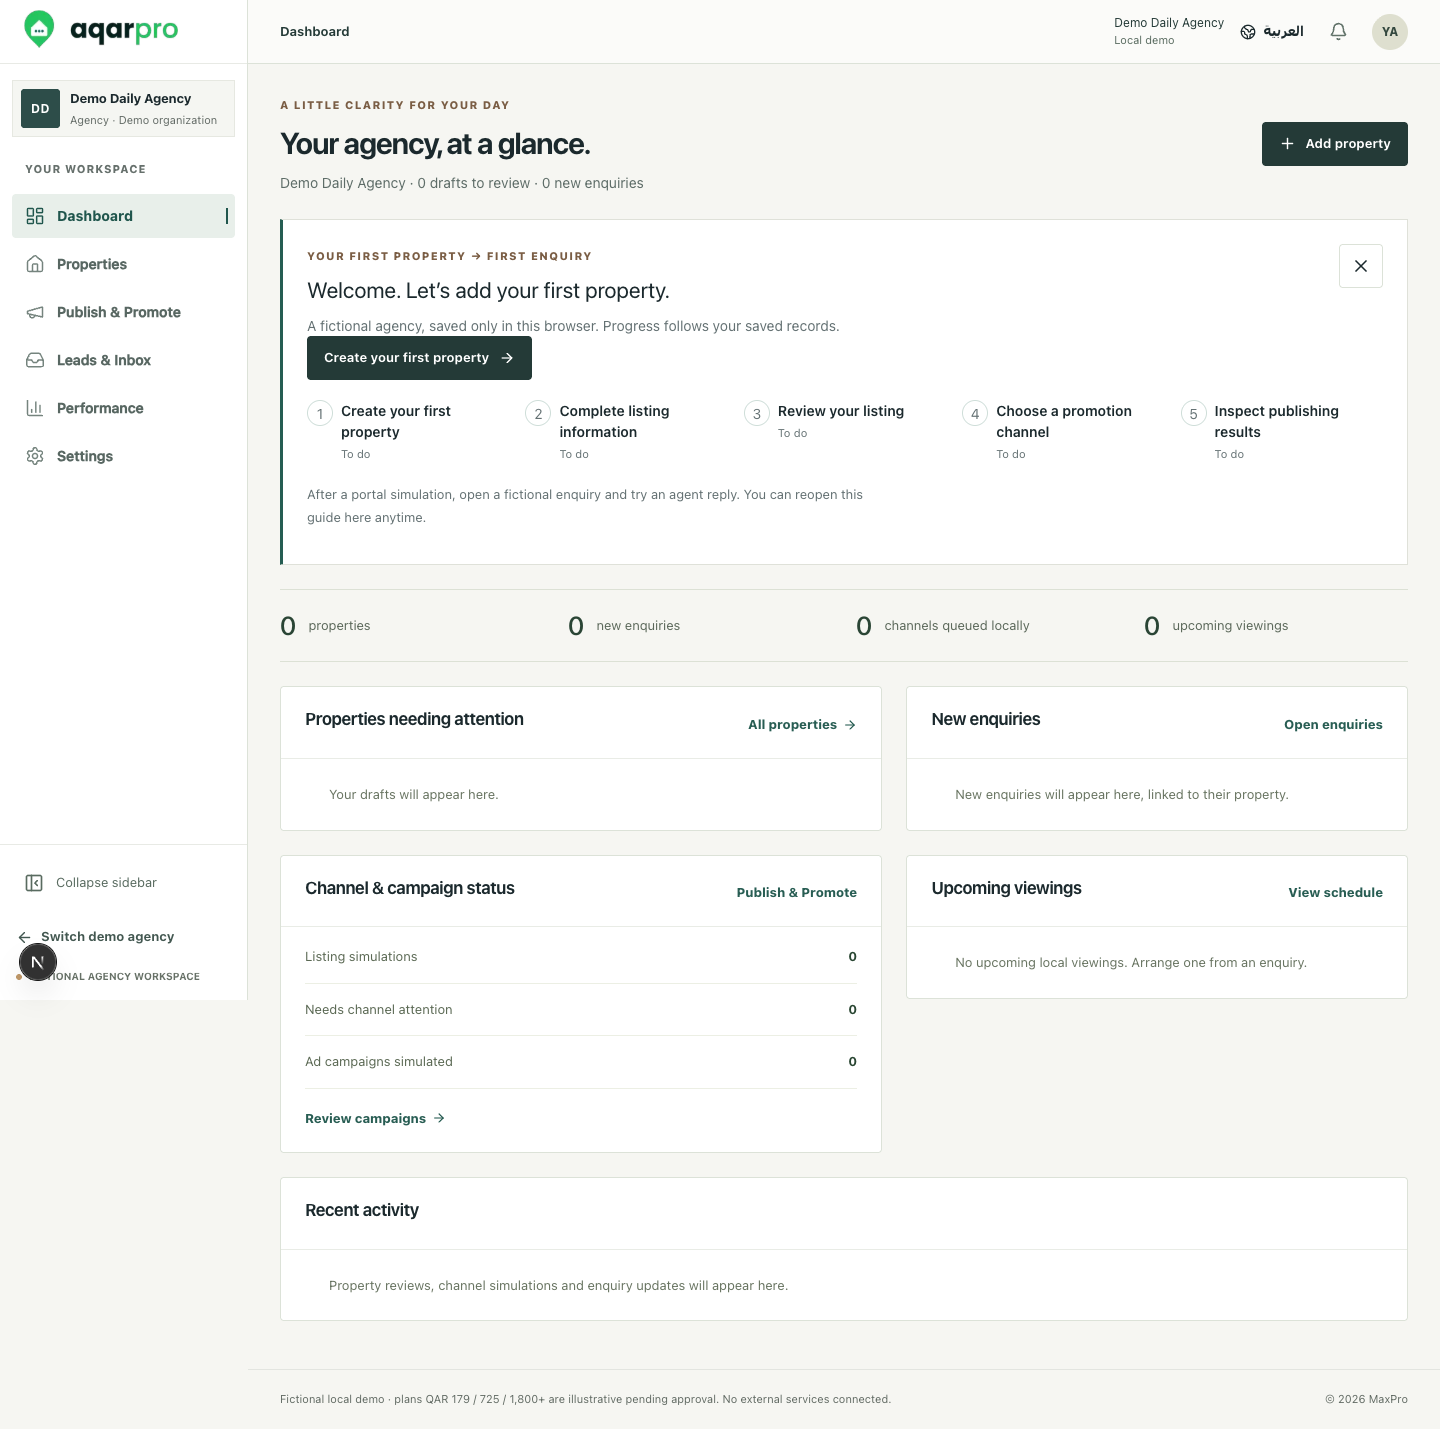 aqarpro
DD
Demo Daily Agency
Agency · Demo organization
YOUR WORKSPACE
Dashboard
Properties
Publish & Promote
Leads & Inbox
Performance
Settings
Collapse sidebar
Switch demo agency
N
AGENCY WORKSPACE
Dashboard
Demo Daily Agency
Local demo
العربية
YA
A LITTLE CLARITY FOR YOUR DAY
Your agency, at a glance.
Demo Daily Agency · 0 drafts to review · 0 new enquiries
+ Add property
YOUR FIRST PROPERTY → FIRST ENQUIRY
Welcome. Let’s add your first property.
A fictional agency, saved only in this browser. Progress follows your saved records.
Create your first property →
1 Create your first
property
To do
2 Complete listing
information
To do
3 Review your listing
To do
4 Choose a promotion
channel
To do
5 Inspect publishing
results
To do
After a portal simulation, open a fictional enquiry and try an agent reply. You can reopen this
guide here anytime.
0 properties
0 new enquiries
0 channels queued locally
0 upcoming viewings
Properties needing attention
All properties →
Your drafts will appear here.
New enquiries
Open enquiries
New enquiries will appear here, linked to their property.
Channel & campaign status
Publish & Promote
Listing simulations 0
Needs channel attention 0
Ad campaigns simulated 0
Review campaigns →
Upcoming viewings
View schedule
No upcoming local viewings. Arrange one from an enquiry.
Recent activity
Property reviews, channel simulations and enquiry updates will appear here.
Fictional local demo · plans QAR 179 / 725 / 1,800+ are illustrative pending approval. No external services connected.
© 2026 MaxPro